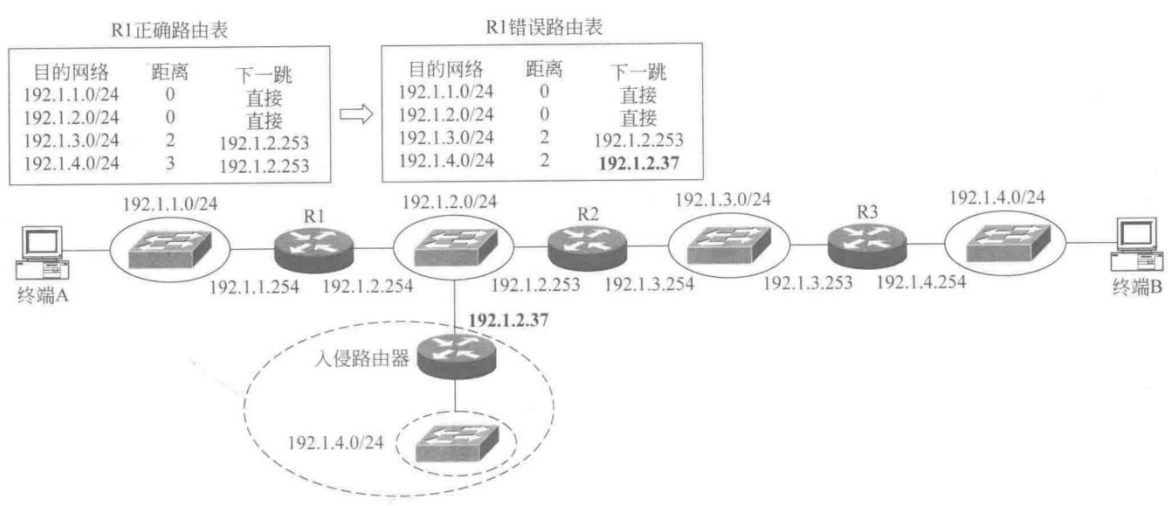 R1正确路由表
目的网络 距离 下一跳
192.1.1.0/24 0 直接
192.1.2.0/24 0 直接
192.1.3.0/24 2 192.1.2.253
192.1.4.0/24 3 192.1.2.253
R1错误路由表
目的网络 距离 下一跳
192.1.1.0/24 0 直接
192.1.2.0/24 0 直接
192.1.3.0/24 2 192.1.2.253
192.1.4.0/24 2 192.1.2.37
192.1.1.0/24
R1
192.1.2.0/24
R2
192.1.3.0/24
R3
192.1.4.0/24
终端A
192.1.1.254
192.1.2.254
192.1.2.253
192.1.3.254
192.1.3.253
192.1.4.254
终端B
192.1.2.37
入侵路由器
192.1.4.0/24